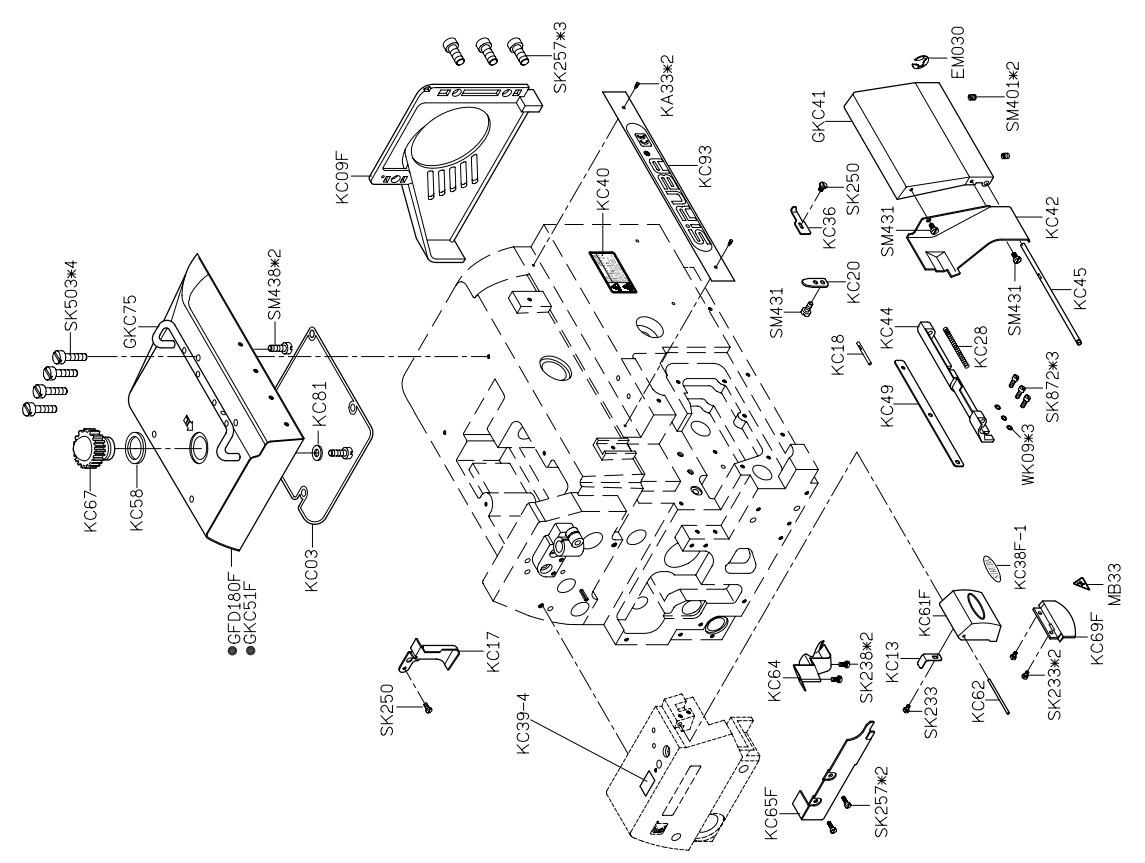 SK257*3
KA33*2
KC93
KC09F
KC40
EM030
SM401*2
GKC41
SK250
KC36
SM431
KC42
KC20
SM431
KC45
SM431
KC44
KC28
KC18
KC49
SK872*3
WK09*3
SK503*4
GKC75
SM438*2
KC81
KC67
KC58
KC03
GFD180F
GKC51F
KC17
SK250
KC39-4
KC64
SK238*2
KC65F
SK257*2
KC61F
KC38F-1
KC13
MB33
KC69F
SK233
KC62
SK233*2
SIRUBA